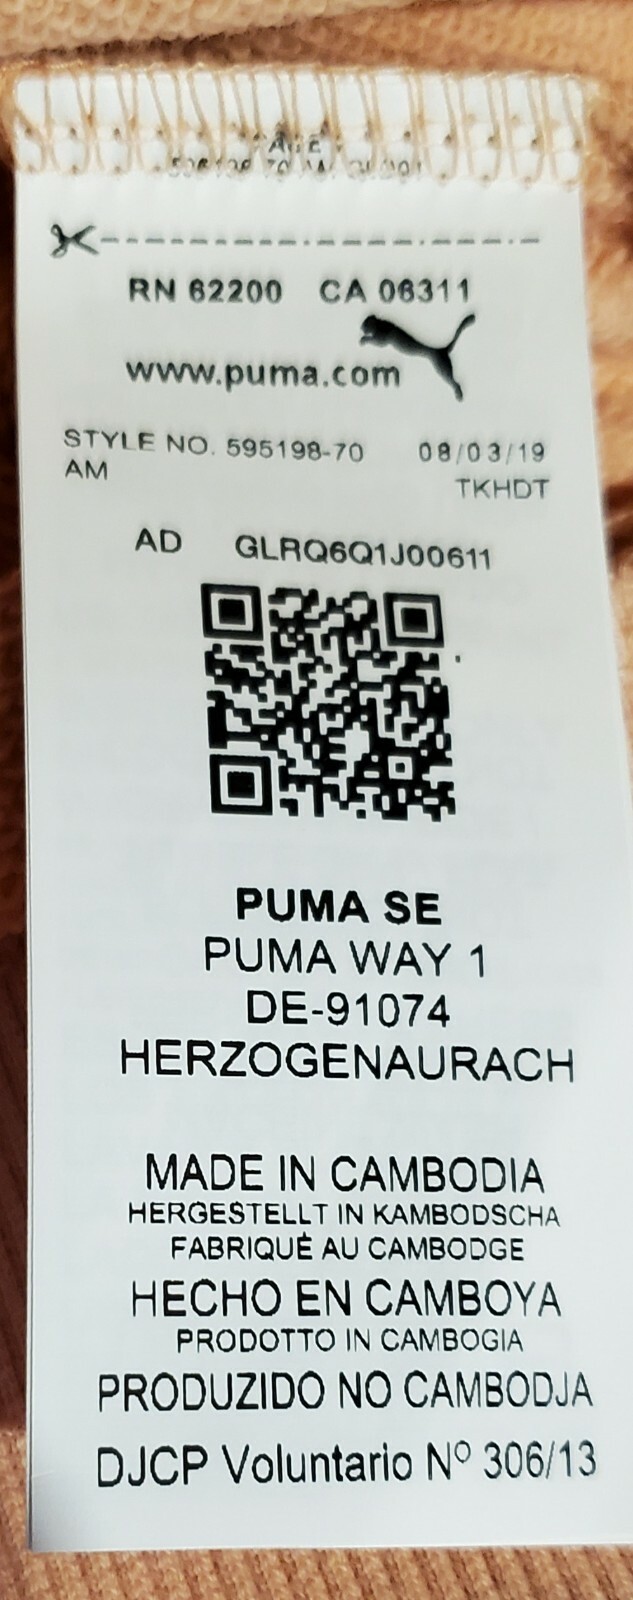 RN 62200 CA 06311
www.puma.com
STYLE NO. 595198-70 08/03/19
AM TKHDT
AD GLRQ6Q1J00611
PUMA SE
PUMA WAY 1
DE-91074
HERZOGENAURACH
MADE IN CAMBODIA
HERGESTELLT IN KAMBODSCHA
FABRIQUÉ AU CAMBODGE
HECHO EN CAMBOYA
PRODOTTO IN CAMBOGIA
PRODUZIDO NO CAMBODJA
DJCP Voluntario Nº 306/13